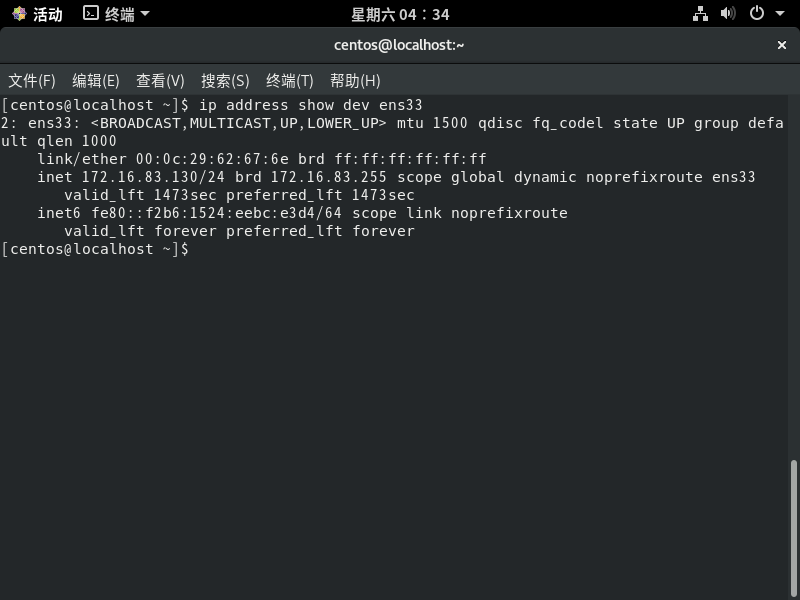 活动 终端 星期六 04：34
centos@localhost:~
文件(F) 编辑(E) 查看(V) 搜索(S) 终端(T) 帮助(H)
[centos@localhost ~]$ ip address show dev ens33
2: ens33: <BROADCAST,MULTICAST,UP,LOWER_UP> mtu 1500 qdisc fq_codel state UP group defa
ult qlen 1000
    link/ether 00:0c:29:62:67:6e brd ff:ff:ff:ff:ff:ff
    inet 172.16.83.130/24 brd 172.16.83.255 scope global dynamic noprefixroute ens33
       valid_lft 1473sec preferred_lft 1473sec
    inet6 fe80::f2b6:1524:eebc:e3d4/64 scope link noprefixroute
       valid_lft forever preferred_lft forever
[centos@localhost ~]$